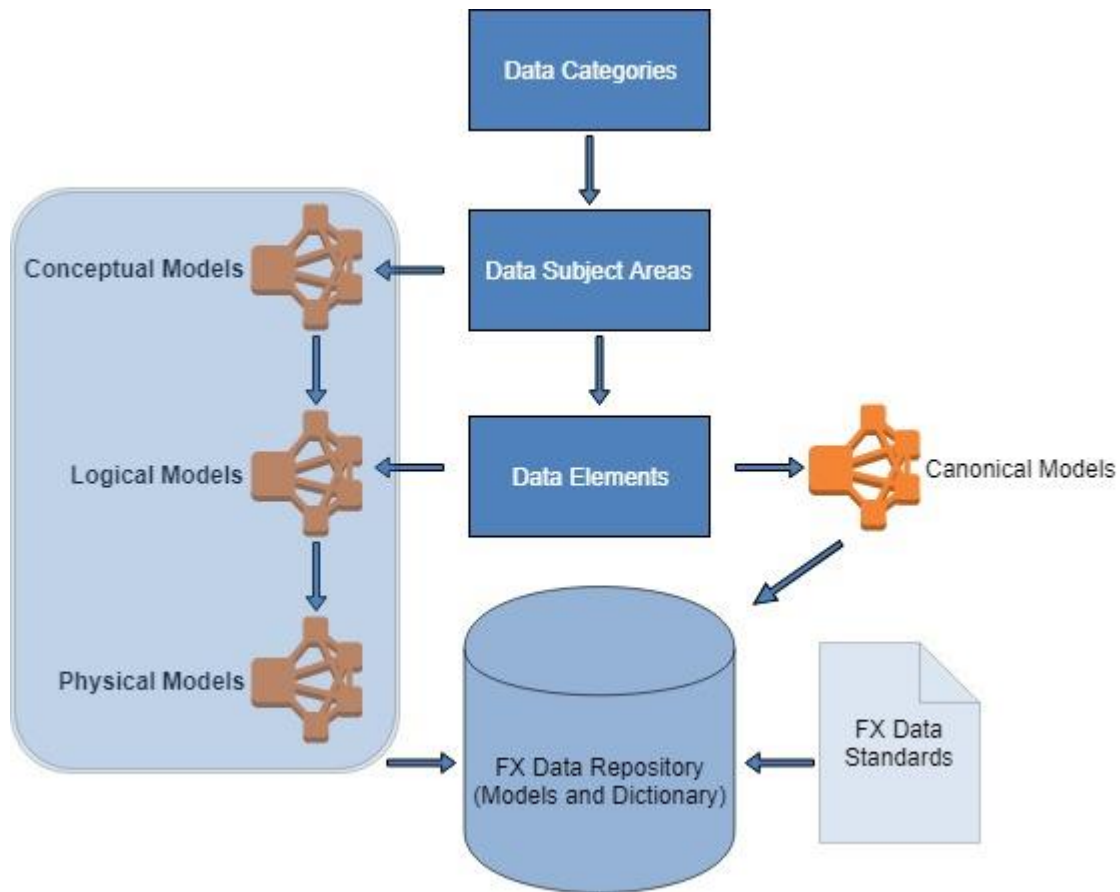 Data Categories
Conceptual Models
Data Subject Areas
Logical Models
Data Elements
Canonical Models
Physical Models
FX Data Repository
(Models and Dictionary)
FX Data
Standards